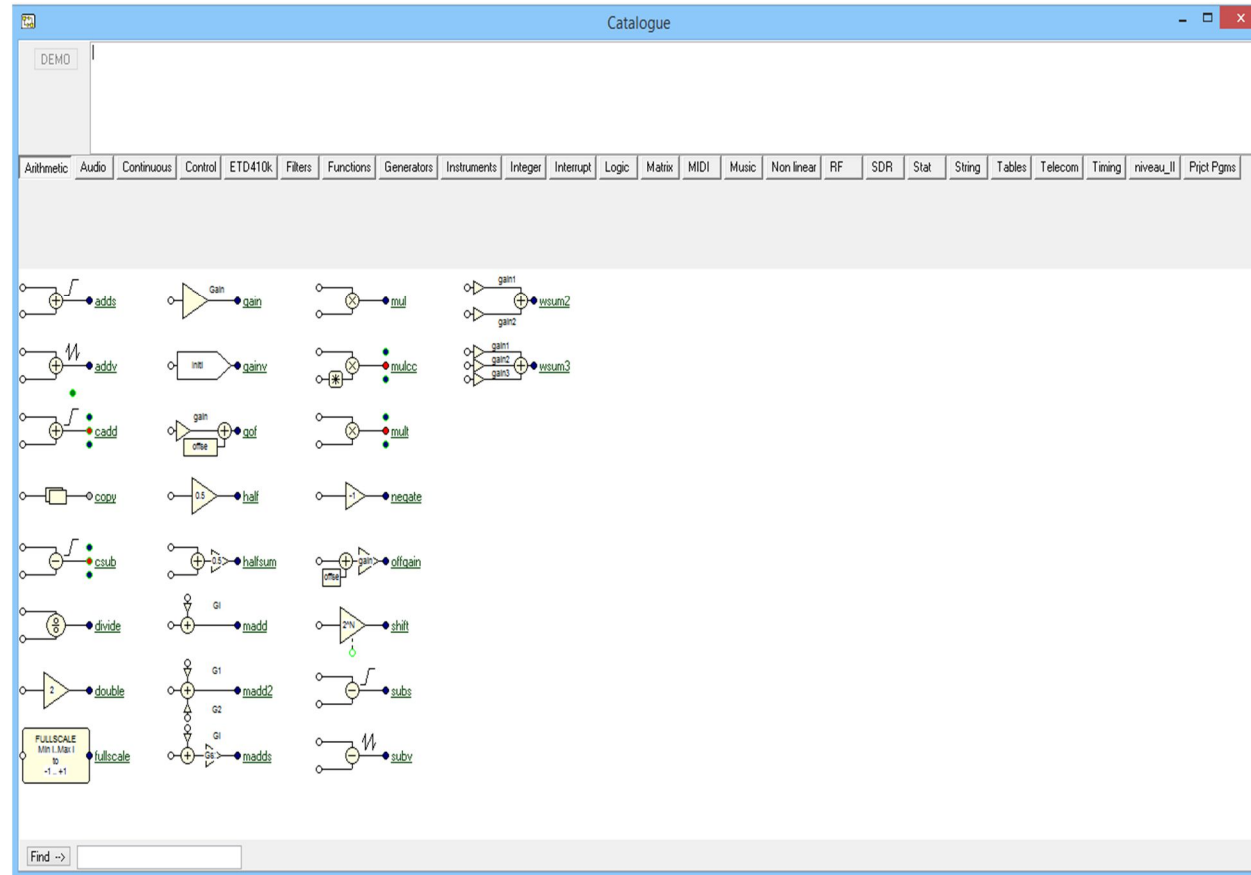 Catalogue
DEMO
Arithmetic Audio Continuous Control ETD410k Filters Functions Generators Instruments Integer Interrupt Logic Matrix MIDI Music Non linear RF SDR Stat String Tables Telecom Timing niveau_II Prjct Pgms
adds Gain gain mul gain1 gain2 wsum2
addv Initl gainv mulcc gain1 gain2 gain3 wsum3
cadd gain offse gof mult
copy 0.5 half -1 negate
csub 0.5 halfsum offse gain offgain
divide GI madd 2^N shift
2 double G1 G2 madd2 subs
FULLSCALE
Min I..Max I
to
-1 .. +1
fullscale GI Gs madds subv
Find -->